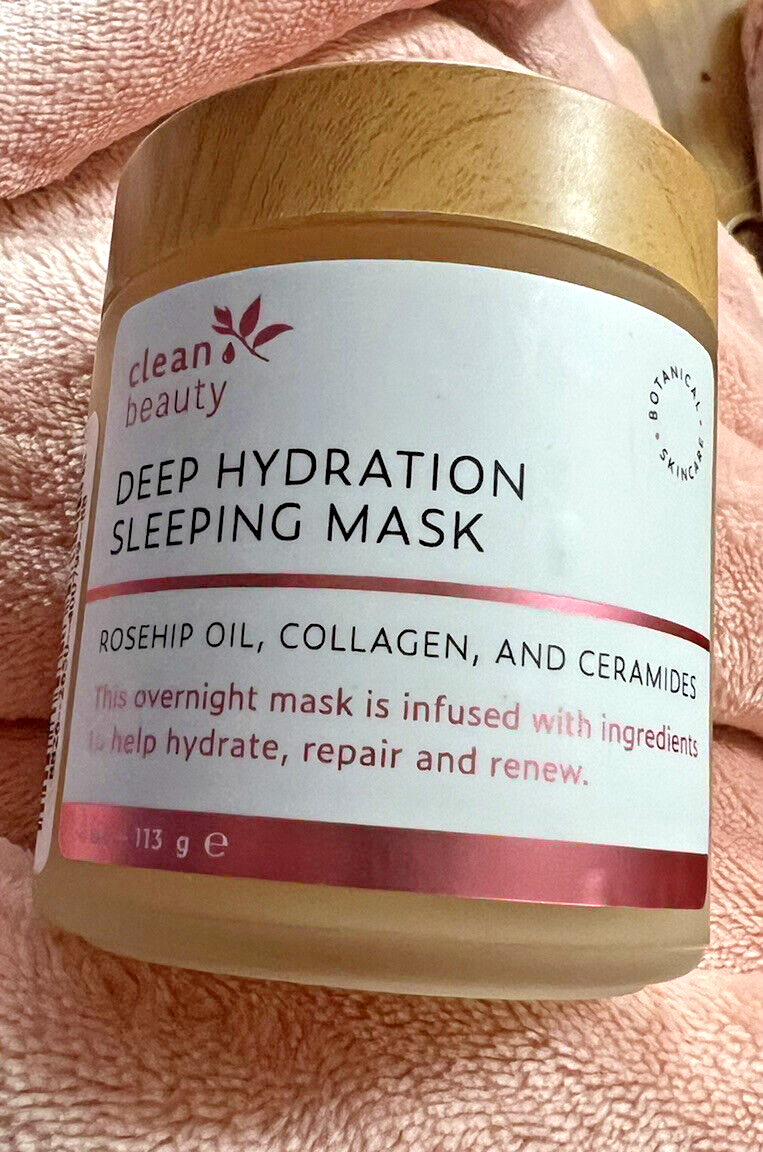 clean
beauty
BOTANICAL · SKINCARE ·
DEEP HYDRATION
SLEEPING MASK
ROSEHIP OIL, COLLAGEN, AND CERAMIDES
This overnight mask is infused with ingredients
to help hydrate, repair and renew.
113 g ℮